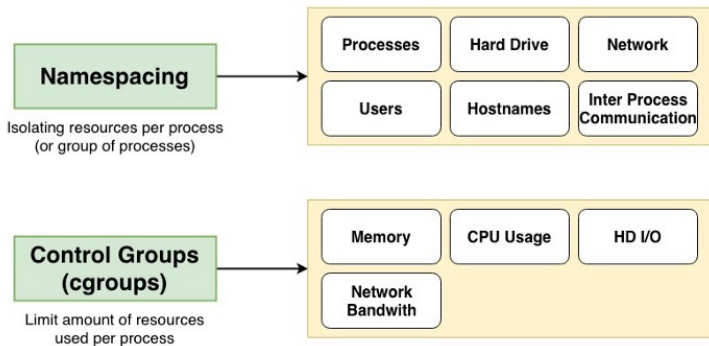 Namespacing
Isolating resources per process
(or group of processes)
Processes
Hard Drive
Network
Users
Hostnames
Inter Process
Communication
Control Groups
(cgroups)
Limit amount of resources
used per process
Memory
CPU Usage
HD I/O
Network
Bandwith